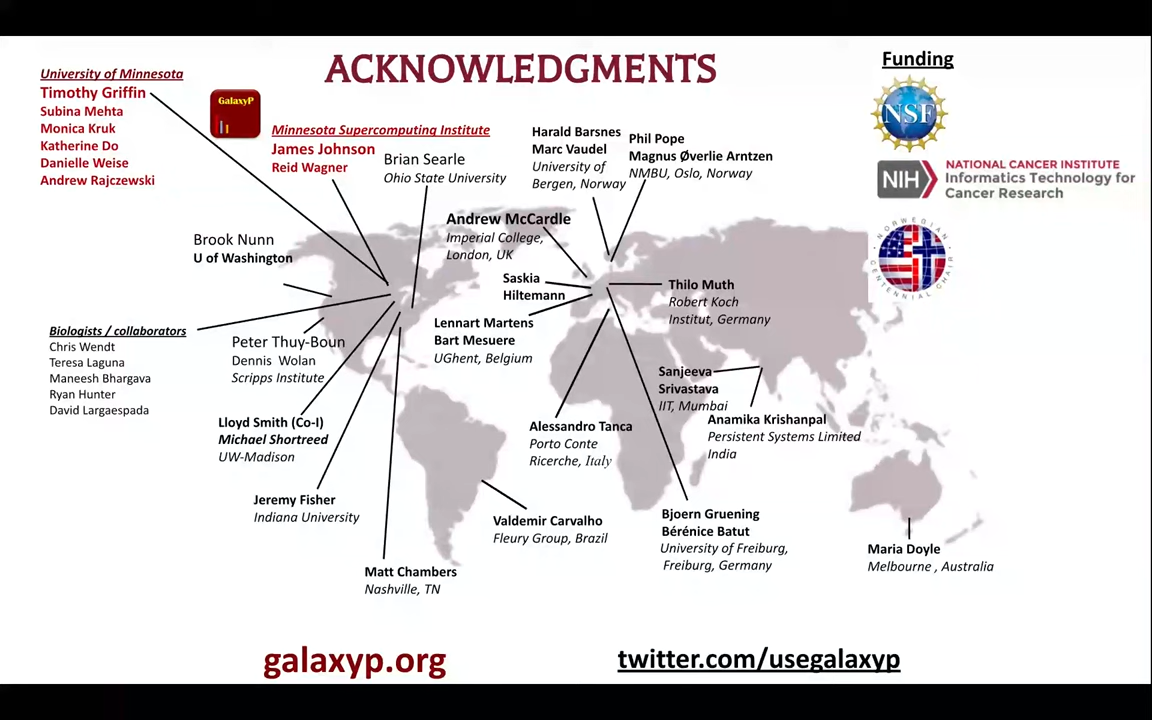 ACKNOWLEDGMENTS
Funding
University of Minnesota
Timothy Griffin
Subina Mehta
Monica Kruk
Katherine Do
Danielle Weise
Andrew Rajczewski
GalaxyP
Minnesota Supercomputing Institute
James Johnson
Reid Wagner
Brian Searle
Ohio State University
Harald Barsnes
Marc Vaudel
University of
Bergen, Norway
Phil Pope
Magnus Øverlie Arntzen
NMBU, Oslo, Norway
NSF
NIH
NATIONAL CANCER INSTITUTE
Informatics Technology for
Cancer Research
NORWEGIAN
CENTENNIAL CHAIR
Brook Nunn
U of Washington
Andrew McCardle
Imperial College,
London, UK
Saskia
Hiltemann
Thilo Muth
Robert Koch
Institut, Germany
Lennart Martens
Bart Mesuere
UGhent, Belgium
Biologists / collaborators
Chris Wendt
Teresa Laguna
Maneesh Bhargava
Ryan Hunter
David Largaespada
Peter Thuy-Boun
Dennis Wolan
Scripps Institute
Sanjeeva
Srivastava
IIT, Mumbai
Anamika Krishanpal
Persistent Systems Limited
India
Lloyd Smith (Co-I)
Michael Shortreed
UW-Madison
Alessandro Tanca
Porto Conte
Ricerche, Italy
Jeremy Fisher
Indiana University
Valdemir Carvalho
Fleury Group, Brazil
Bjoern Gruening
Bérénice Batut
University of Freiburg,
Freiburg, Germany
Maria Doyle
Melbourne , Australia
Matt Chambers
Nashville, TN
galaxyp.org
twitter.com/usegalaxyp